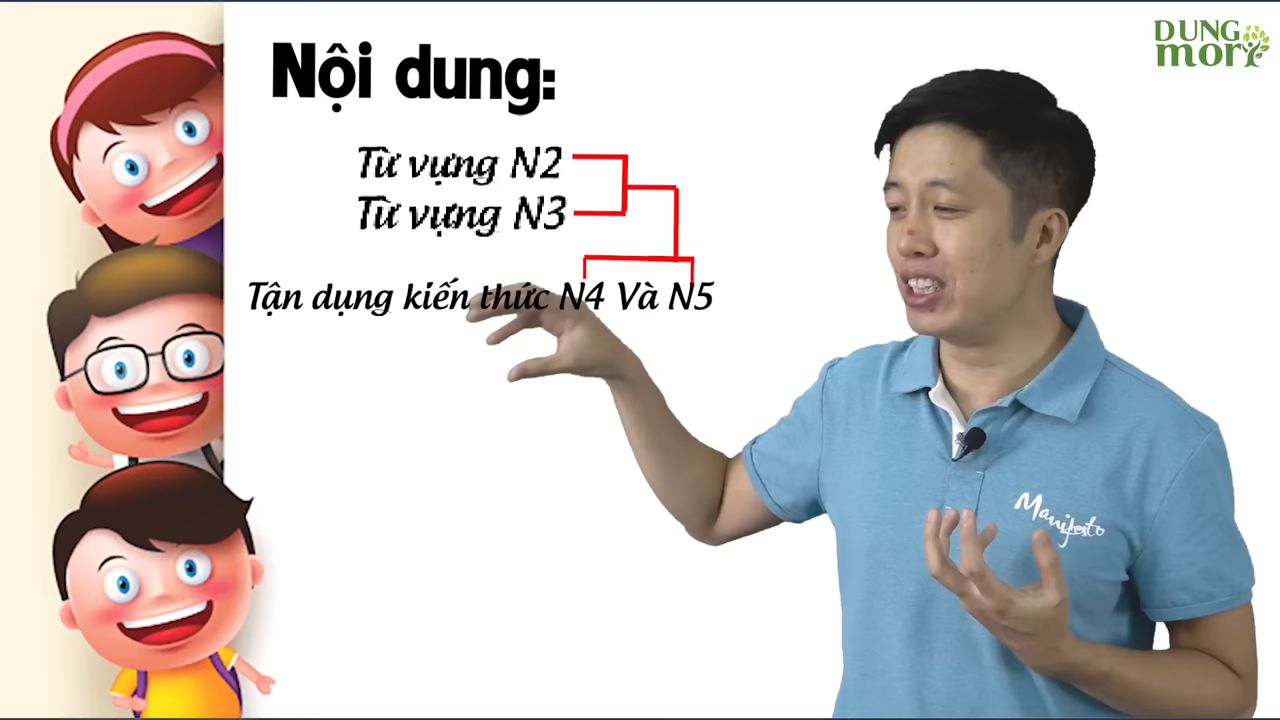 Nội dung:
Từ vựng N2
Từ vựng N3
Tận dụng kiến thức N4 Và N5
DUNG
mori
Manifesto